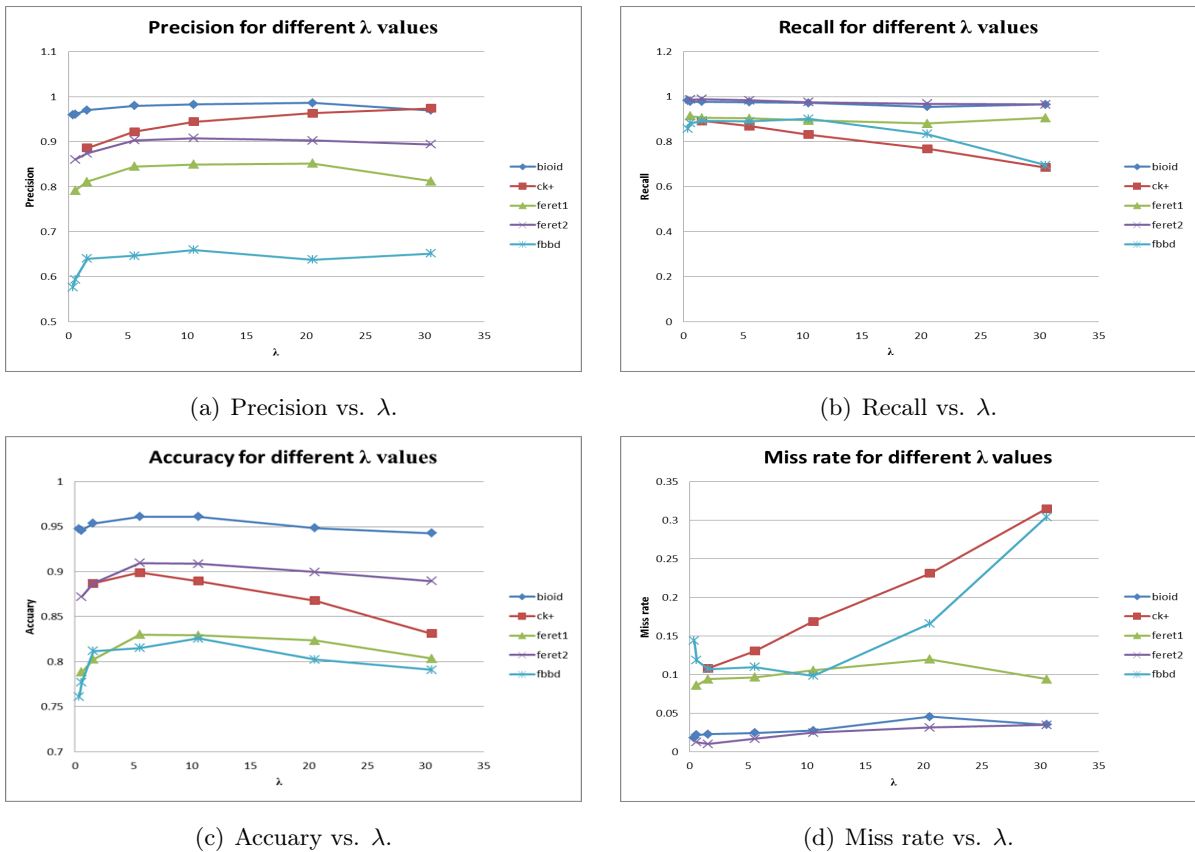 Precision for different λ values
1.1
1
0.9
0.8
0.7
0.6
0.5
Precision
0 5 10 15 20 25 30 35
λ
bioid
ck+
feret1
feret2
fbbd
(a) Precision vs. λ.
Recall for different λ values
1.2
1
0.8
0.6
0.4
0.2
0
Recall
0 5 10 15 20 25 30 35
λ
bioid
ck+
feret1
feret2
fbbd
(b) Recall vs. λ.
Accuracy for different λ values
1
0.95
0.9
0.85
0.8
0.75
0.7
Accuary
0 5 10 15 20 25 30 35
λ
bioid
ck+
feret1
feret2
fbbd
(c) Accuary vs. λ.
Miss rate for different λ values
0.35
0.3
0.25
0.2
0.15
0.1
0.05
0
Miss rate
0 5 10 15 20 25 30 35
λ
bioid
ck+
feret1
feret2
fbbd
(d) Miss rate vs. λ.